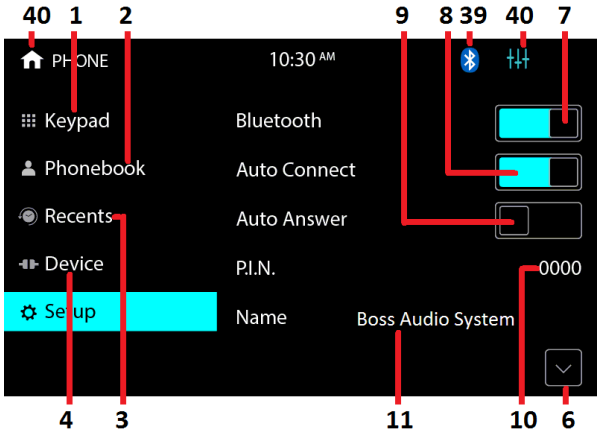 40 1 2 9 8 39 40 7
PHONE 10:30 AM
Keypad Bluetooth
Phonebook Auto Connect
Recents Auto Answer
Device P.I.N. 0000
Setup Name Boss Audio System
4 3 11 10 6